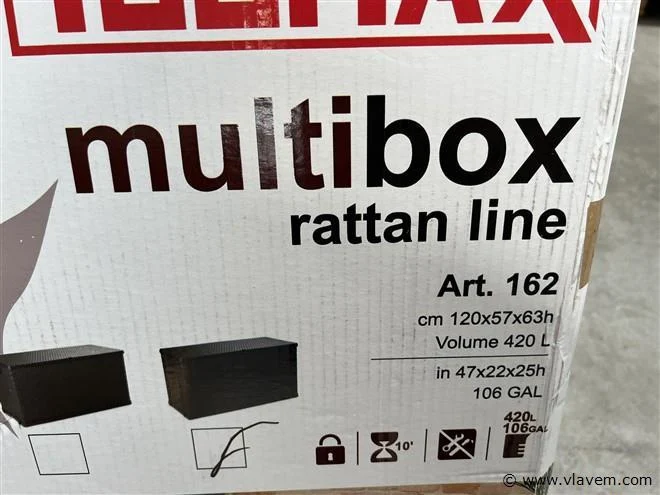 multibox
rattan line
Art. 162
cm 120x57x63h
Volume 420 L
in 47x22x25h
106 GAL
10'
420L
106GAL
© www.vlavem.com